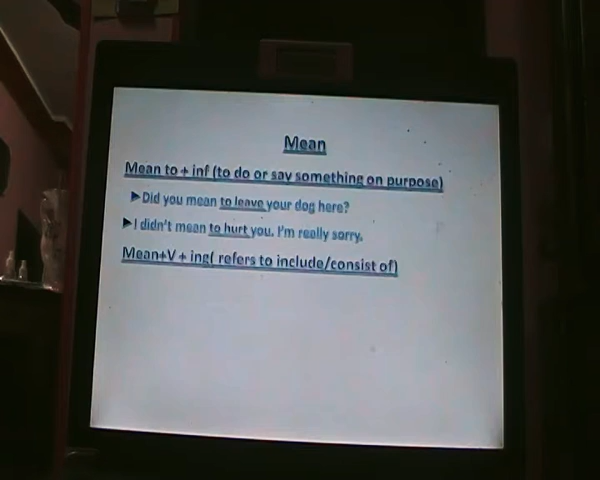 Mean
Mean to + inf (to do or say something on purpose)
Did you mean to leave your dog here?
I didn't mean to hurt you. I'm really sorry.
Mean+V + ing( refers to include/consist of)